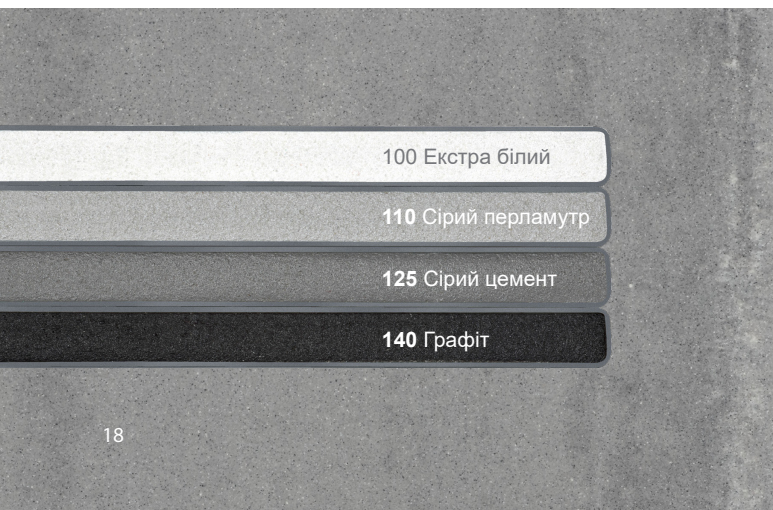 100 Екстра білий
110 Сірий перламутр
125 Сірий цемент
140 Графіт
18